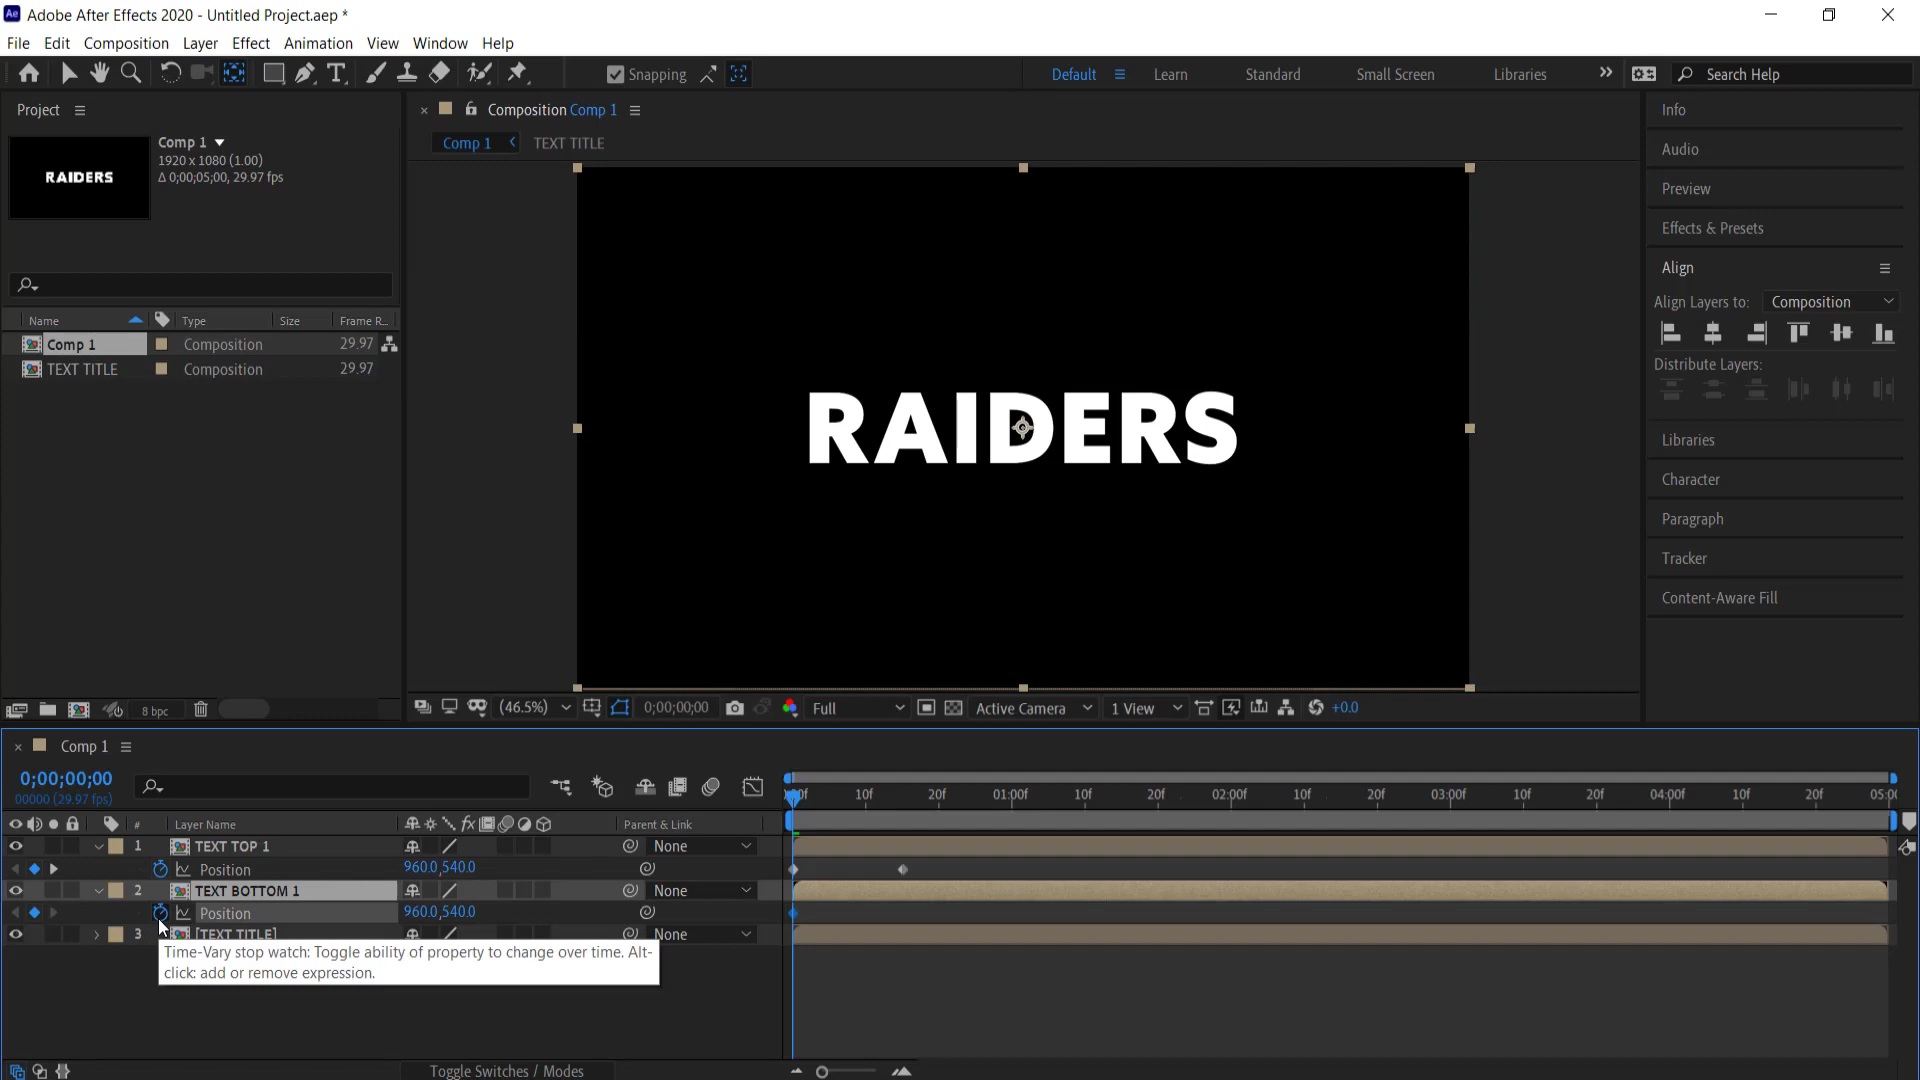 Adobe After Effects 2020 - Untitled Project.aep *
File Edit Composition Layer Effect Animation View Window Help
Snapping Default Learn Standard Small Screen Libraries Search Help
Project
Comp 1
1920 x 1080 (1.00)
Δ 0;00;05;00, 29.97 fps
RAIDERS
Name Type Size Frame R...
Comp 1 Composition 29.97
TEXT TITLE Composition 29.97
8 bpc
Composition Comp 1
Comp 1 TEXT TITLE
RAIDERS
(46.5%) 0;00;00;00 Full Active Camera 1 View +0.0
Info
Audio
Preview
Effects & Presets
Align
Align Layers to: Composition
Distribute Layers:
Libraries
Character
Paragraph
Tracker
Content-Aware Fill
Comp 1
0;00;00;00
00000 (29.97 fps)
10f 20f 01:00f 10f 20f 02:00f 10f 20f 03:00f 10f 20f 04:00f 10f 20f
# Layer Name Parent & Link
1 TEXT TOP 1 None
Position 960.0,540.0
2 TEXT BOTTOM 1 None
Position 960.0,540.0
3 [TEXT TITLE] None
Time-Vary stop watch: Toggle ability of property to change over time. Alt-
click: add or remove expression.
Toggle Switches / Modes